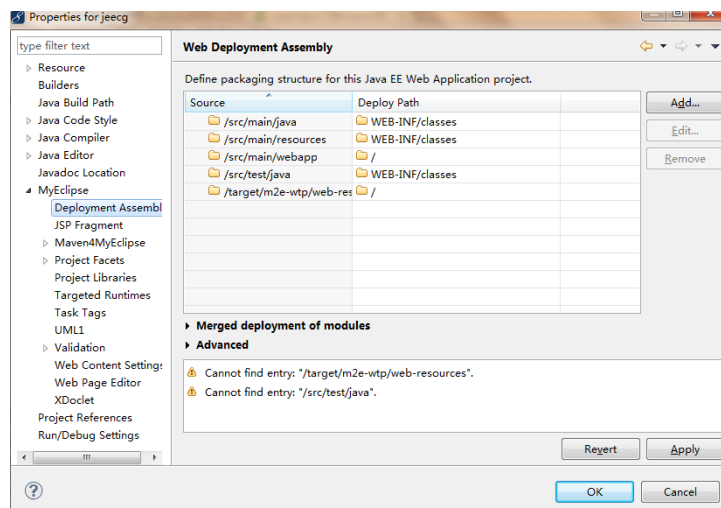 Properties for jeecg
type filter text
Resource
Builders
Java Build Path
Java Code Style
Java Compiler
Java Editor
Javadoc Location
MyEclipse
Deployment Assembl
JSP Fragment
Maven4MyEclipse
Project Facets
Project Libraries
Targeted Runtimes
Task Tags
UML1
Validation
Web Content Settings
Web Page Editor
XDoclet
Project References
Run/Debug Settings
Web Deployment Assembly
Define packaging structure for this Java EE Web Application project.
Source Deploy Path
/src/main/java WEB-INF/classes
/src/main/resources WEB-INF/classes
/src/main/webapp /
/src/test/java WEB-INF/classes
/target/m2e-wtp/web-res /
Add...
Edit...
Remove
Merged deployment of modules
Advanced
Cannot find entry: "/target/m2e-wtp/web-resources".
Cannot find entry: "/src/test/java".
Revert Apply
? OK Cancel